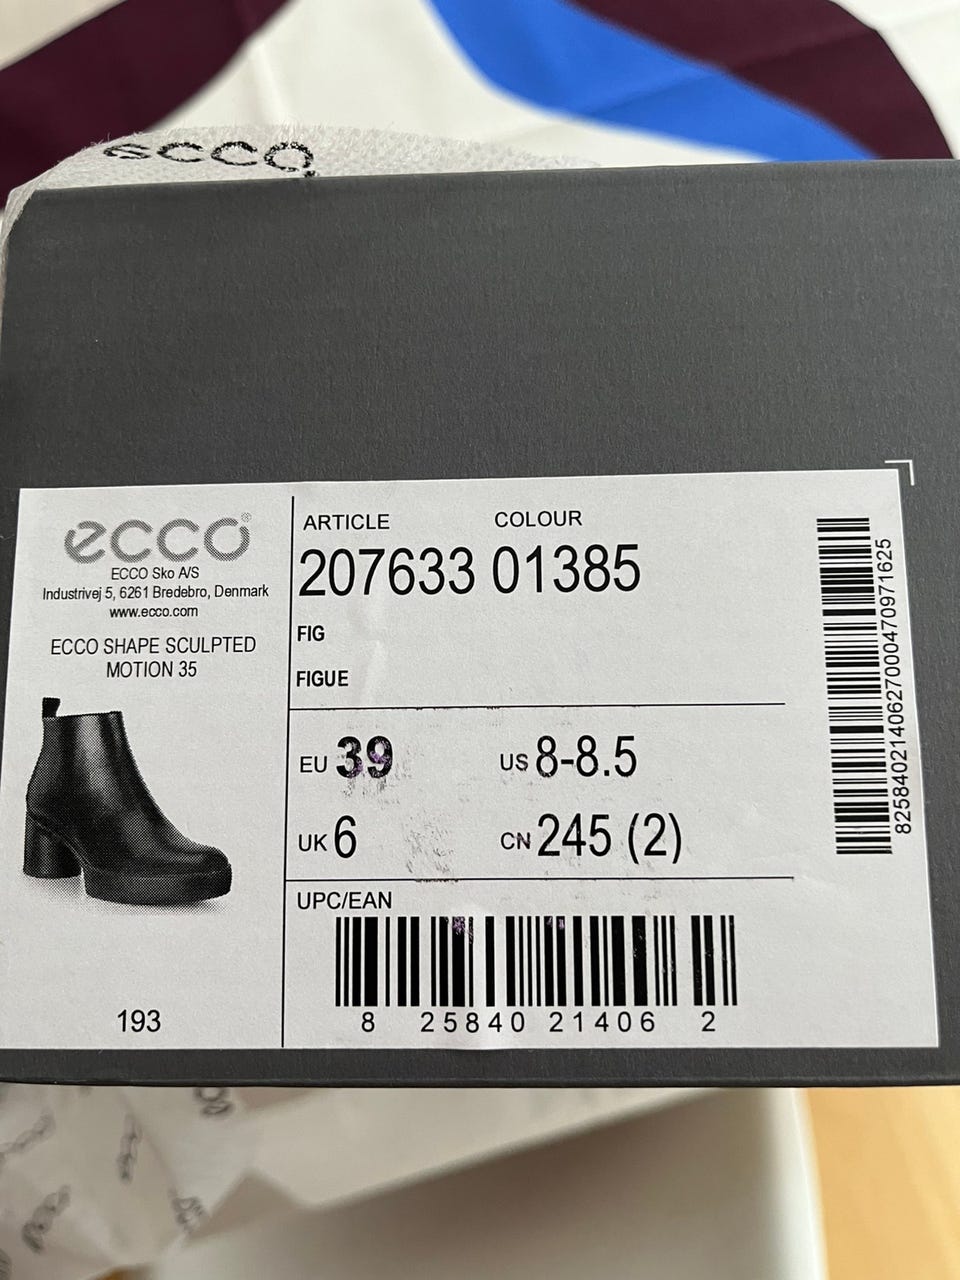 ecco
ecco
ECCO Sko A/S
Industrivej 5, 6261 Bredebro, Denmark
www.ecco.com
ECCO SHAPE SCULPTED
MOTION 35
193
ARTICLE COLOUR
207633 01385
FIG
FIGUE
EU 39 US 8-8.5
UK 6 CN 245 (2)
UPC/EAN
8 25840 21406 2
8258402140627000470971625